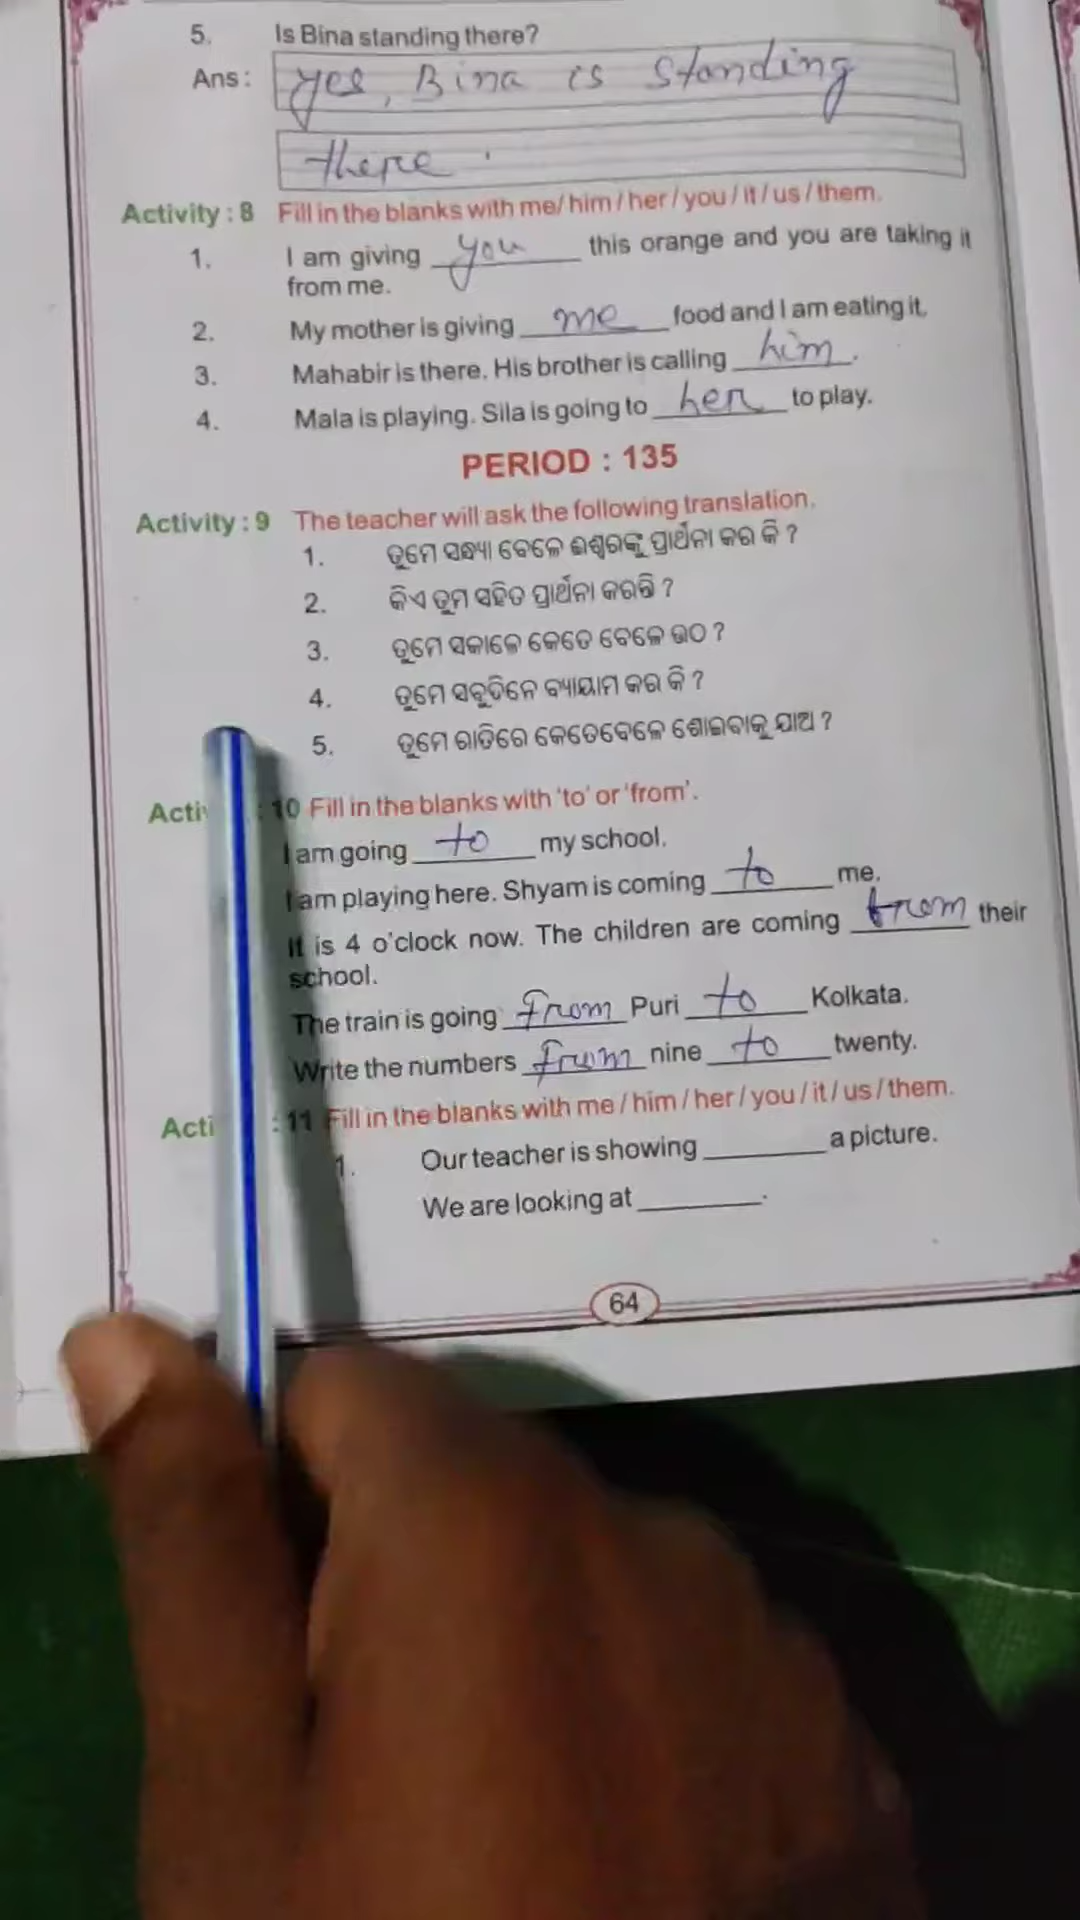 5. Is Bina standing there?
Ans : yes, Bina is standing
there.
Activity : 8 Fill in the blanks with me/ him / her / you / it / us / them.
1. I am giving you this orange and you are taking it
from me.
2. My mother is giving me food and I am eating it.
3. Mahabir is there. His brother is calling him.
4. Mala is playing. Sila is going to her to play.
PERIOD : 135
Activity : 9 The teacher will ask the following translation.
1. ତୁମେ ସନ୍ଧ୍ୟା ବେଳେ ଈଶ୍ୱରଙ୍କୁ ପ୍ରାର୍ଥନା କର କି ?
2. କିଏ ତୁମ ସହିତ ପ୍ରାର୍ଥନା କରନ୍ତି ?
3. ତୁମେ ସକାଳେ କେତେ ବେଳେ ଉଠ ?
4. ତୁମେ ସବୁଦିନେ ବ୍ୟାୟାମ କର କି ?
5. ତୁମେ ରାତିରେ କେତେବେଳେ ଶୋଇବାକୁ ଯାଅ ?
: 10 Fill in the blanks with 'to' or 'from'.
I am going to my school.
I am playing here. Shyam is coming to me.
It is 4 o'clock now. The children are coming from their
school.
The train is going from Puri to Kolkata.
Write the numbers from nine to twenty.
: 11 Fill in the blanks with me / him / her / you / it / us / them.
1. Our teacher is showing ________ a picture.
We are looking at ________.
64